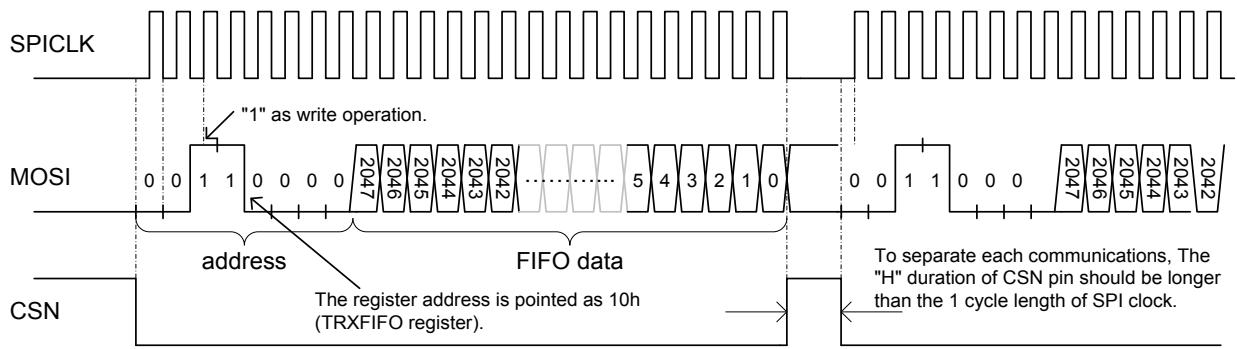 SPICLK
"1" as write operation.
MOSI
0 0 1 1 0 0 0 0 2047 2046 2045 2044 2043 2042 ............. 5 4 3 2 1 0 0 0 1 1 0 0 0 2047 2046 2045 2044 2043 2042
address
FIFO data
To separate each communications, The
"H" duration of CSN pin should be longer
than the 1 cycle length of SPI clock.
The register address is pointed as 10h
(TRXFIFO register).
CSN